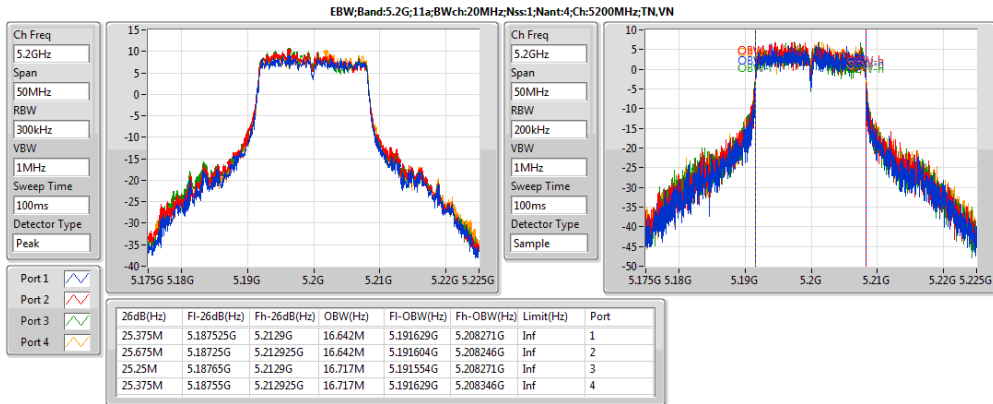 EBW;Band:5.2G;11a;BWch:20MHz;Nss:1;Nant:4;Ch:5200MHz;TN,VN
Ch Freq
5.2GHz
Span
50MHz
RBW
300kHz
VBW
1MHz
Sweep Time
100ms
Detector Type
Peak
15
10
5
0
-5
-10
-15
-20
-25
-30
-35
-40
5.175G 5.18G 5.19G 5.2G 5.21G 5.225G
Ch Freq
5.2GHz
Span
50MHz
RBW
200kHz
VBW
1MHz
Sweep Time
100ms
Detector Type
Sample
10
5
0
-5
-10
-15
-20
-25
-30
-35
-40
-45
-50
5.175G 5.18G 5.19G 5.2G 5.21G 5.225G
Port 1
Port 2
Port 3
Port 4
26dB(Hz) Fl-26dB(Hz) Fh-26dB(Hz) OBW(Hz) Fl-OBW(Hz) Fh-OBW(Hz) Limit(Hz) Port
25.375M 5.187525G 5.2129G 16.642M 5.191629G 5.208271G Inf 1
25.675M 5.18725G 5.212925G 16.642M 5.191604G 5.208246G Inf 2
25.25M 5.18765G 5.2129G 16.717M 5.191554G 5.208271G Inf 3
25.375M 5.18755G 5.212925G 16.717M 5.191629G 5.208346G Inf 4